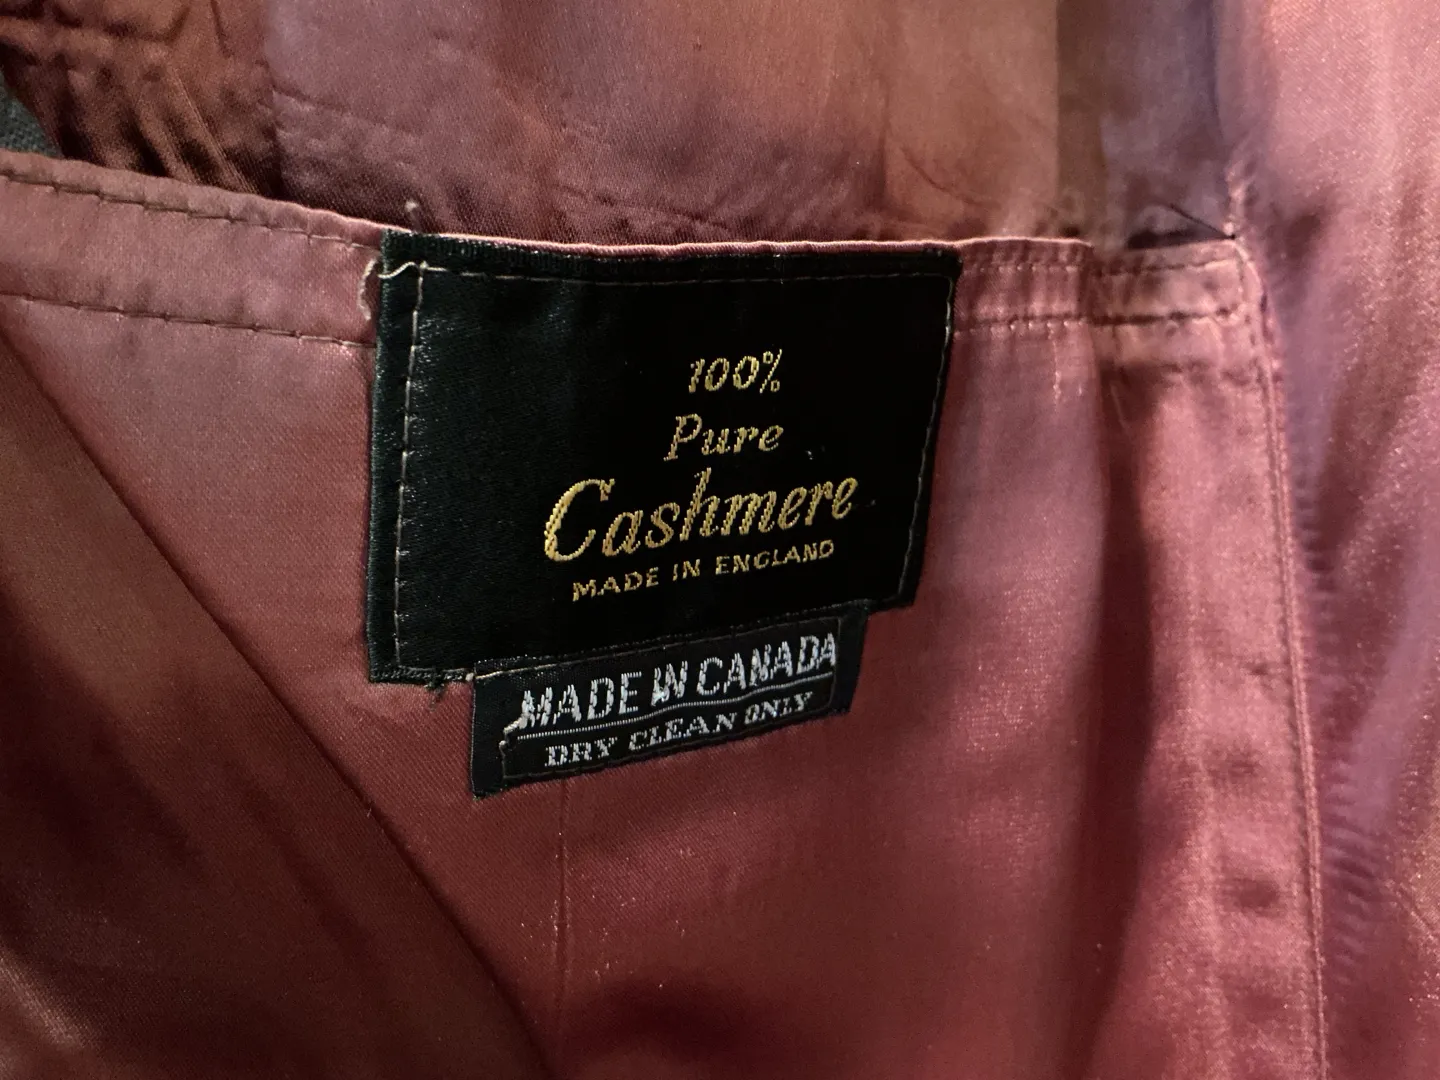 100%
Pure
Cashmere
MADE IN ENGLAND
MADE IN CANADA
DRY CLEAN ONLY